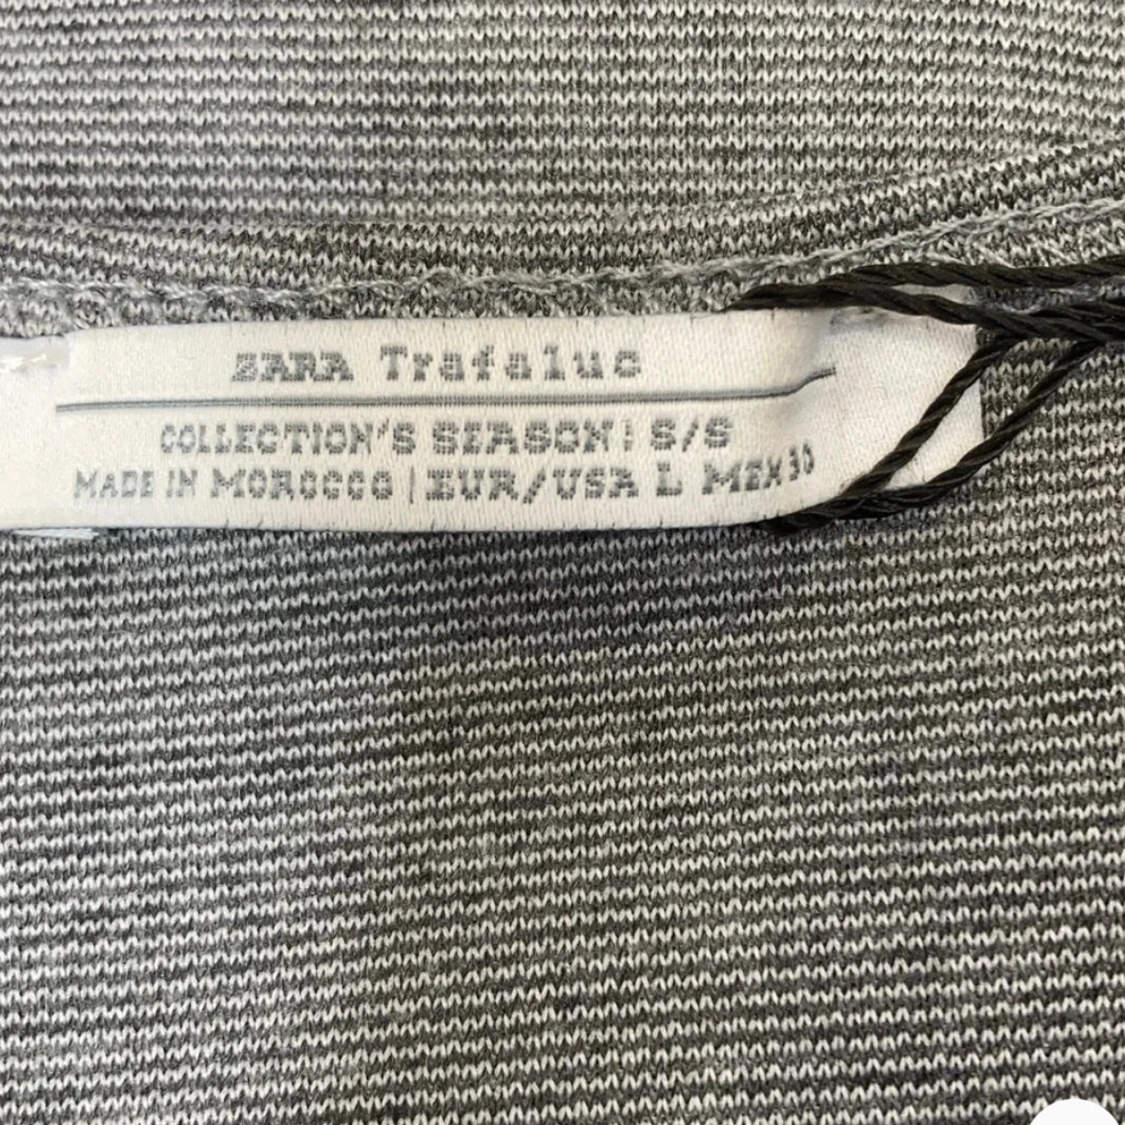 ZARA Trafaluc
COLLECTION'S SEASON: S/S
MADE IN MOROCCO | EUR/USA L MEX 30